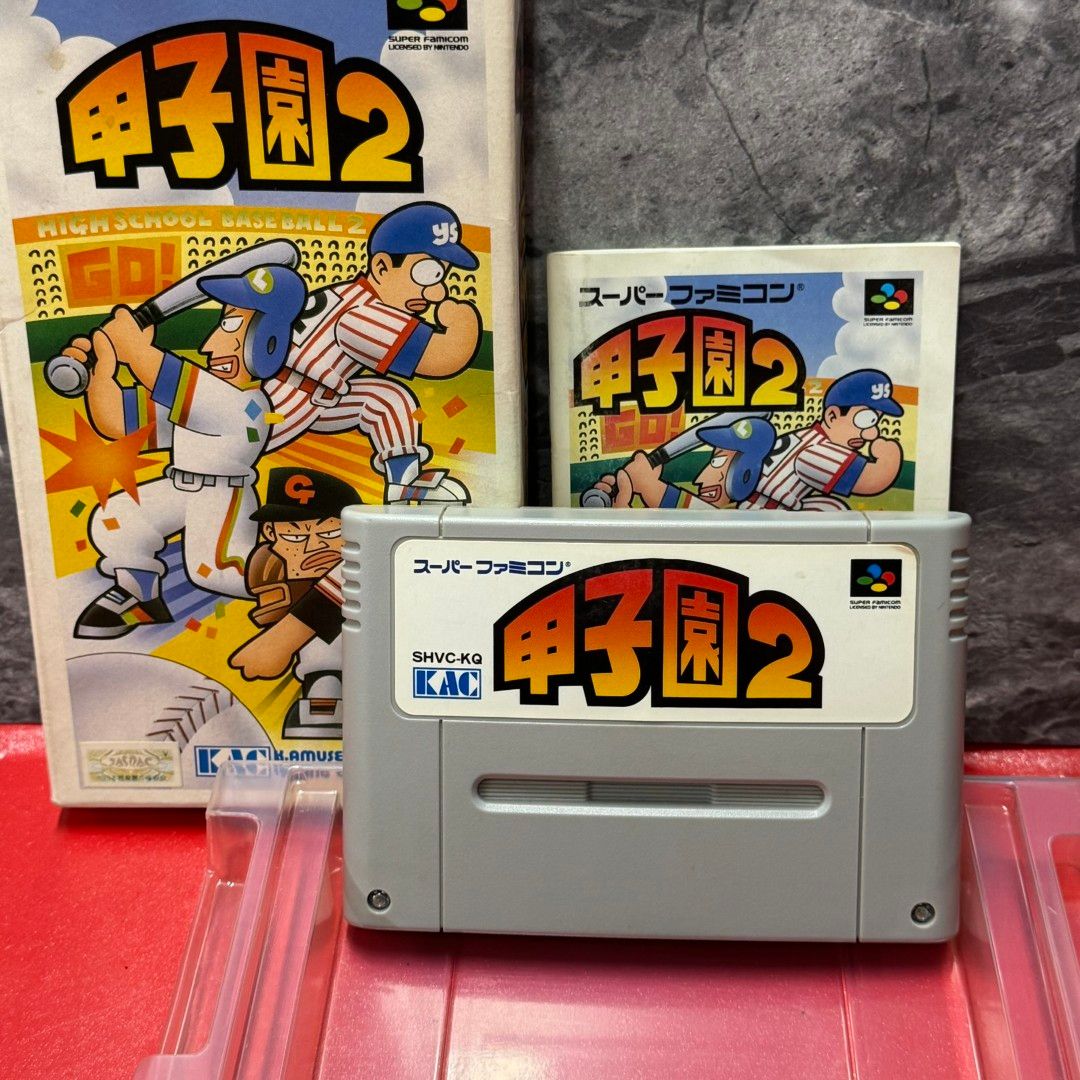 SUPER FAMICOM
LICENSED BY NINTENDO
甲子園2
HIGH SCHOOL BASEBALL 2
GO!
YS
G
JASDAC
KAC K.AMUSE
スーパーファミコン®
SUPER FAMICOM
LICENSED BY NINTENDO
甲子園2
2
GO!
YS
スーパーファミコン®
SUPER FAMICOM
LICENSED BY NINTENDO
甲子園2
SHVC-KQ
KAC